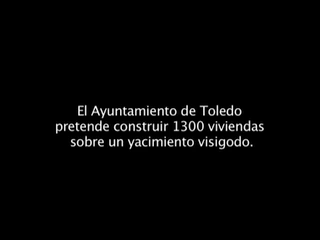 El Ayuntamiento de Toledo
pretende construir 1300 viviendas
sobre un yacimiento visigodo.